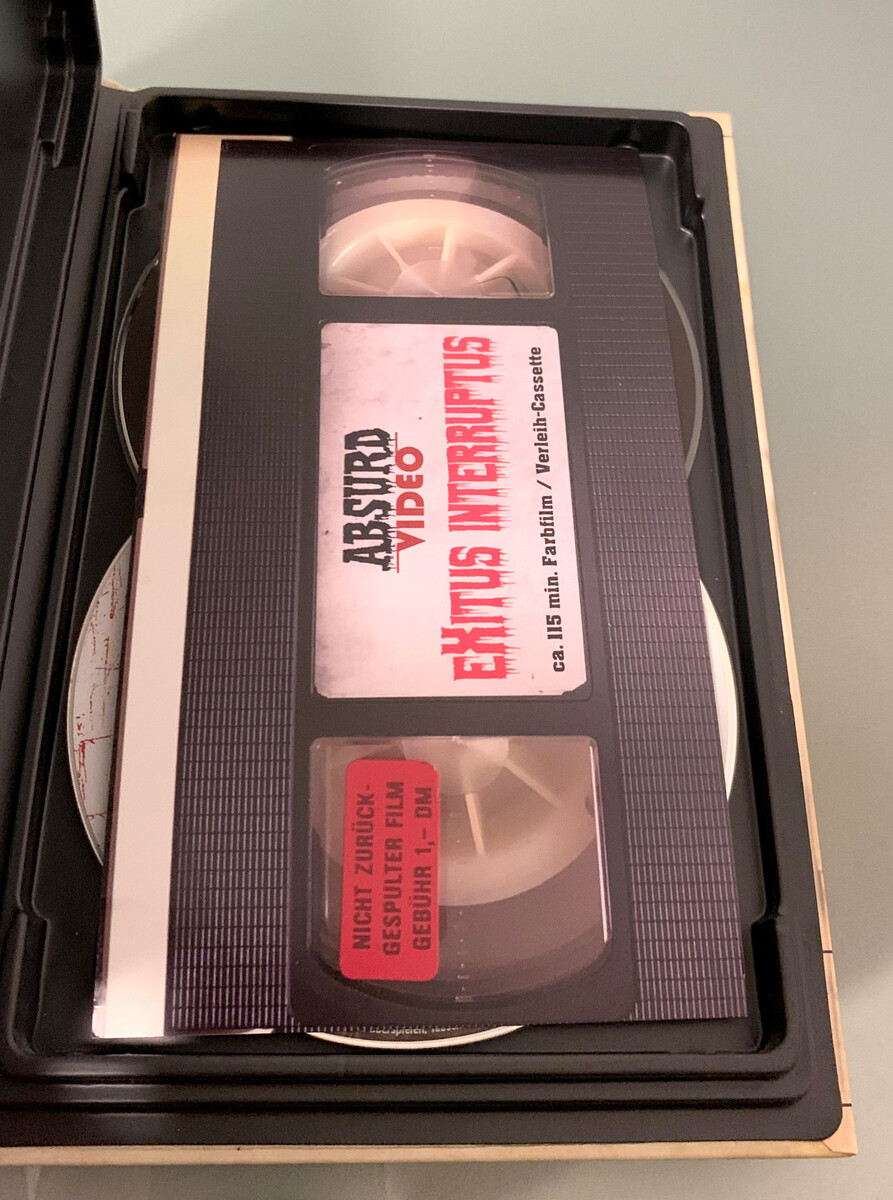 ABSURD
VIDEO
EXITUS INTERRUPTUS
ca. 115 min. Farbfilm / Verleih-Cassette
NICHT ZURÜCK-
GESPULTER FILM
GEBÜHR 1,– DM